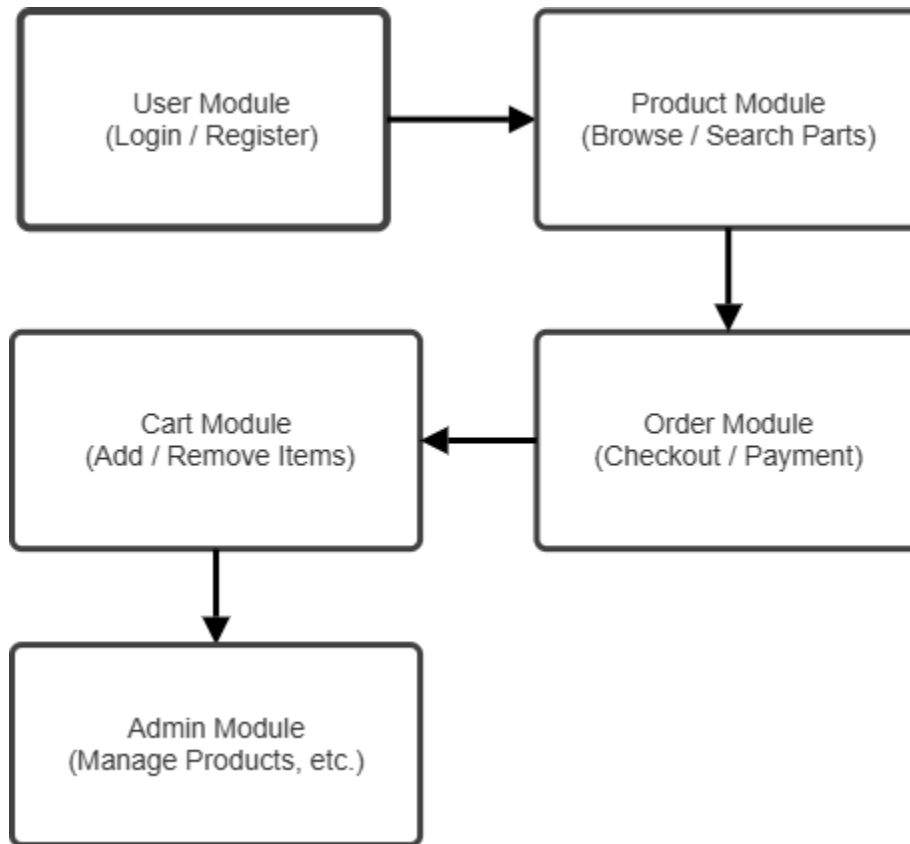 User Module
(Login / Register)
Product Module
(Browse / Search Parts)
Cart Module
(Add / Remove Items)
Order Module
(Checkout / Payment)
Admin Module
(Manage Products, etc.)